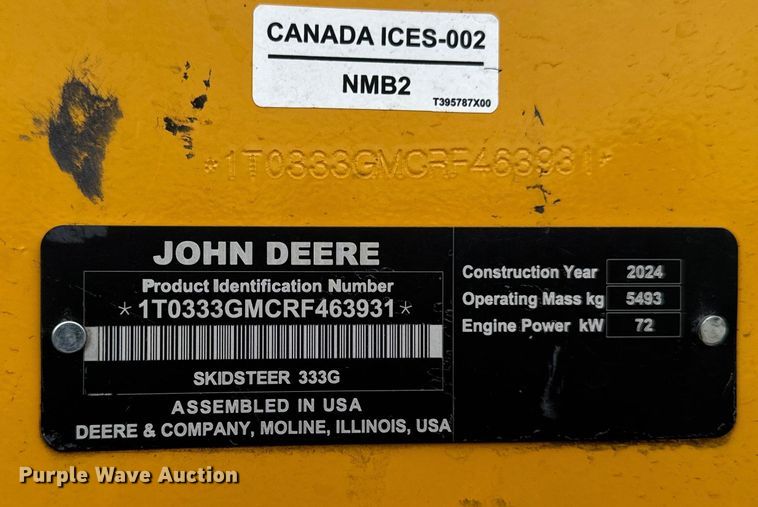 CANADA ICES-002
NMB2
T395787X00
*1T0333GMCRF463931*
JOHN DEERE
Product Identification Number
*1T0333GMCRF463931*
SKIDSTEER 333G
ASSEMBLED IN USA
DEERE & COMPANY, MOLINE, ILLINOIS, USA
Construction Year 2024
Operating Mass kg 5493
Engine Power kW 72
Purple Wave Auction